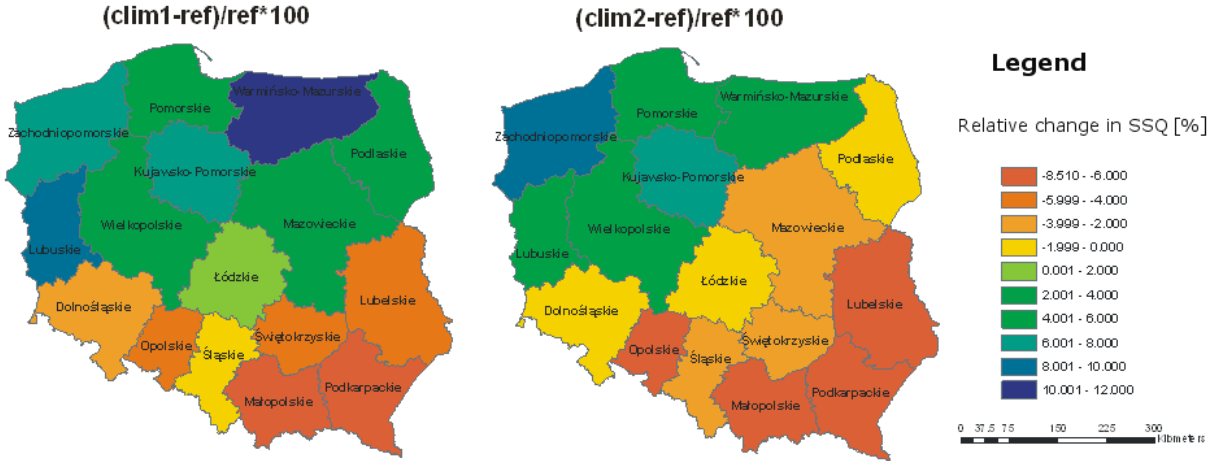 (clim1-ref)/ref*100
Pomorskie
Warmińsko-Mazurskie
Zachodniopomorskie
Podlaskie
Kujawsko-Pomorskie
Wielkopolskie
Mazowieckie
Lubuskie
Łódzkie
Dolnośląskie
Lubelskie
Opolskie
Śląskie
Świętokrzyskie
Małopolskie
Podkarpackie
(clim2-ref)/ref*100
Pomorskie
Warmińsko-Mazurskie
Zachodniopomorskie
Podlaskie
Kujawsko-Pomorskie
Wielkopolskie
Mazowieckie
Lubuskie
Łódzkie
Dolnośląskie
Lubelskie
Opolskie
Śląskie
Świętokrzyskie
Małopolskie
Podkarpackie
Legend
Relative change in SSQ [%]
-8.510 - -6.000
-5.999 - -4.000
-3.999 - -2.000
-1.999 - 0.000
0.001 - 2.000
2.001 - 4.000
4.001 - 6.000
6.001 - 8.000
8.001 - 10.000
10.001 - 12.000
0 37.5 75 150 225 300
Kilometers